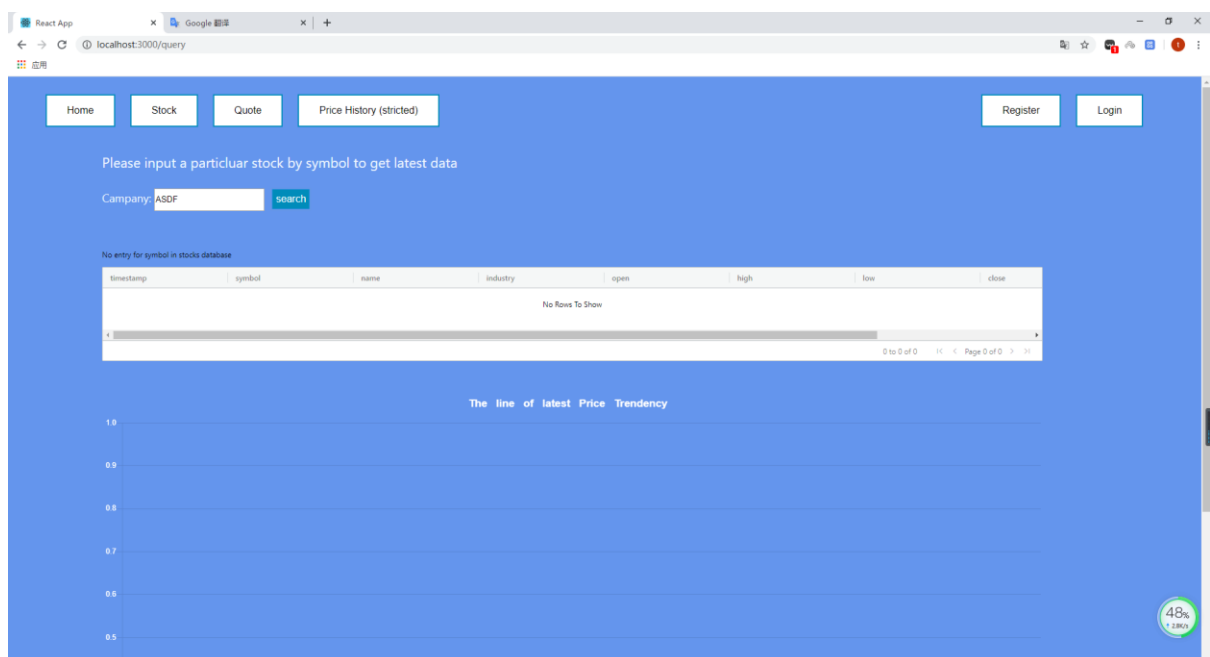 React App
Google 翻译
localhost:3000/query
应用
Home Stock Quote Price History (stricted) Register Login
Please input a particluar stock by symbol to get latest data
Campany: ASDF search
No entry for symbol in stocks database
timestamp symbol name industry open high low close
No Rows To Show
0 to 0 of 0 Page 0 of 0
The line of latest Price Trendency
1.0
0.9
0.8
0.7
0.6
48%
2.8K/s
0.5